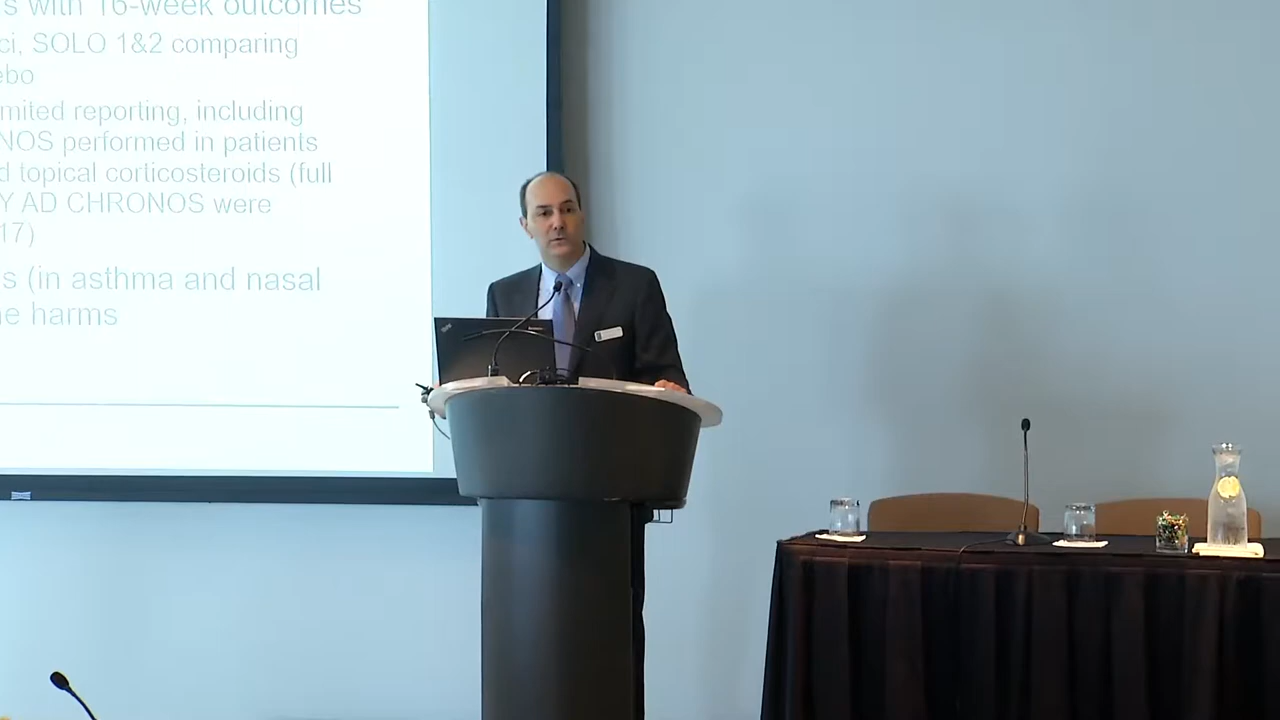 s with 16-week outcomes
ci, SOLO 1&2 comparing
ebo
mited reporting, including
NOS performed in patients
d topical corticosteroids (full
Y AD CHRONOS were
17)
s (in asthma and nasal
e harms